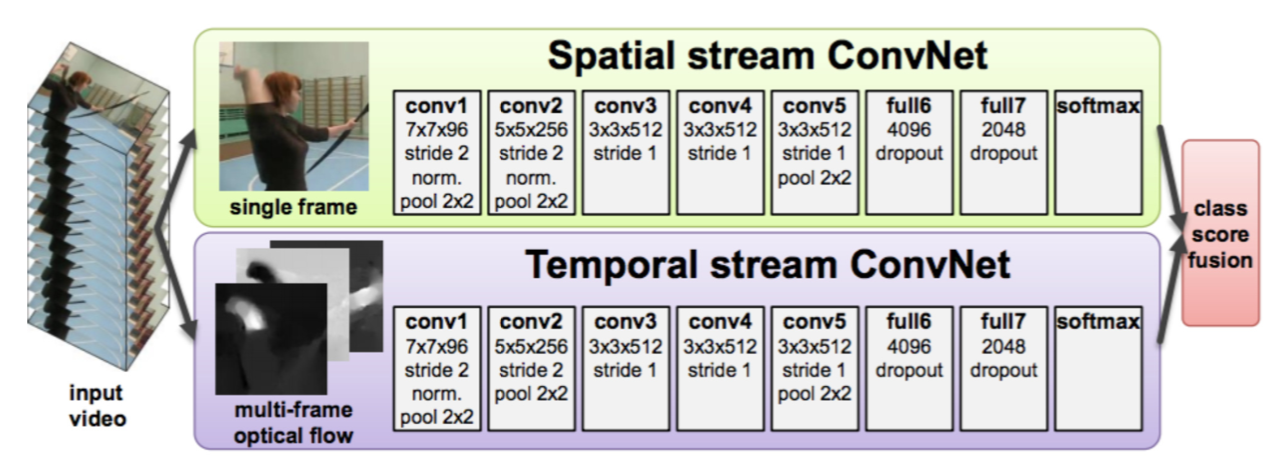 input
video
Spatial stream ConvNet
single frame
conv1
7x7x96
stride 2
norm.
pool 2x2
conv2
5x5x256
stride 2
norm.
pool 2x2
conv3
3x3x512
stride 1
conv4
3x3x512
stride 1
conv5
3x3x512
stride 1
pool 2x2
full6
4096
dropout
full7
2048
dropout
softmax
Temporal stream ConvNet
multi-frame
optical flow
conv1
7x7x96
stride 2
norm.
pool 2x2
conv2
5x5x256
stride 2
pool 2x2
conv3
3x3x512
stride 1
conv4
3x3x512
stride 1
conv5
3x3x512
stride 1
pool 2x2
full6
4096
dropout
full7
2048
dropout
softmax
class
score
fusion